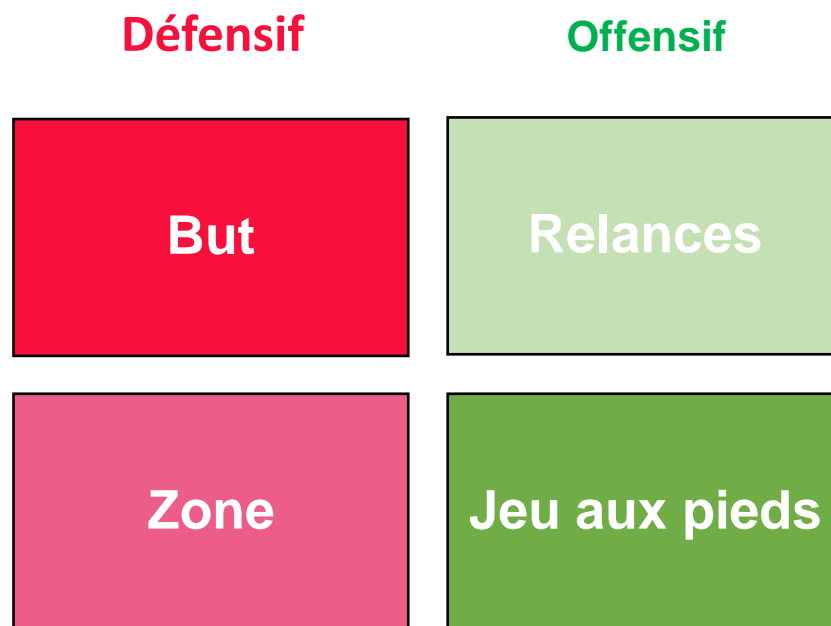 Défensif
Offensif
But
Relances
Zone
Jeu aux pieds